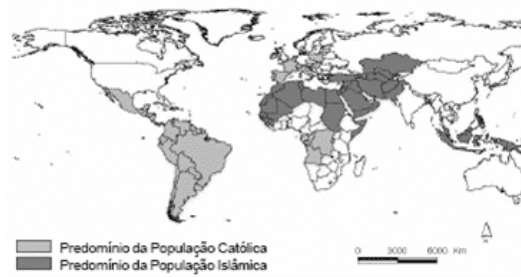 N
Predomínio da População Católica
Predomínio da População Islâmica
0 3000 6000 Km